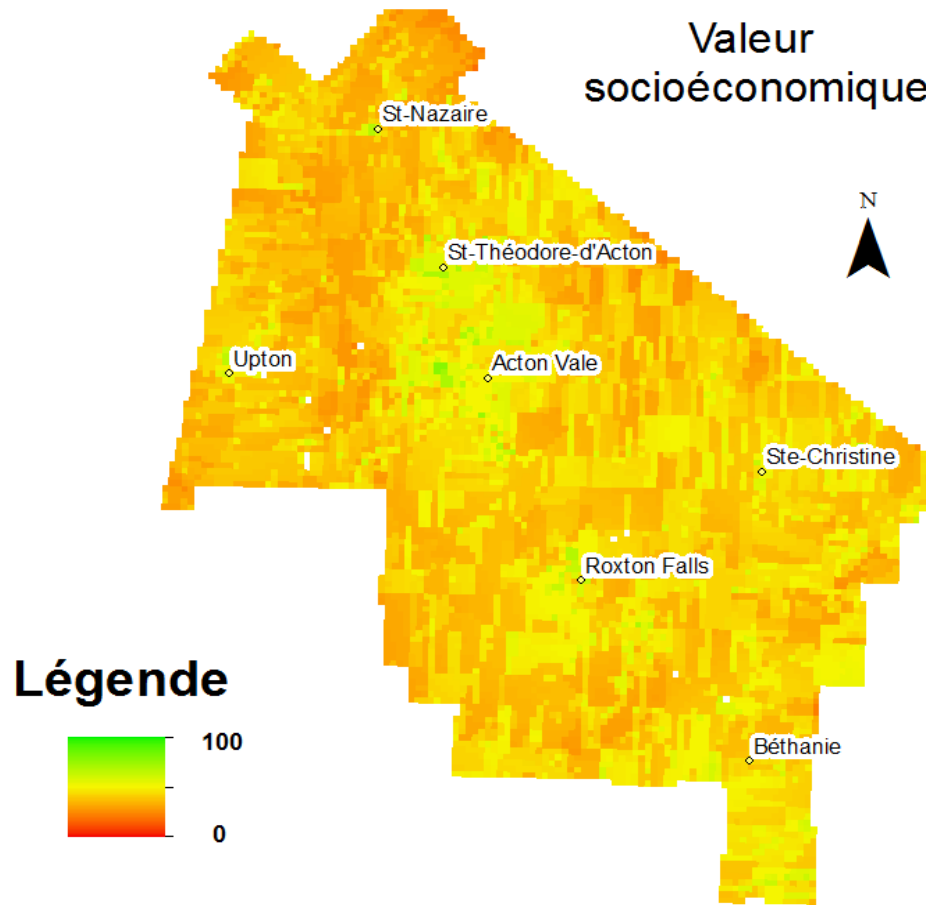 Valeur
socioéconomique
St-Nazaire
N
St-Théodore-d'Acton
Upton
Acton Vale
Ste-Christine
Roxton Falls
Légende
100
Béthanie
0